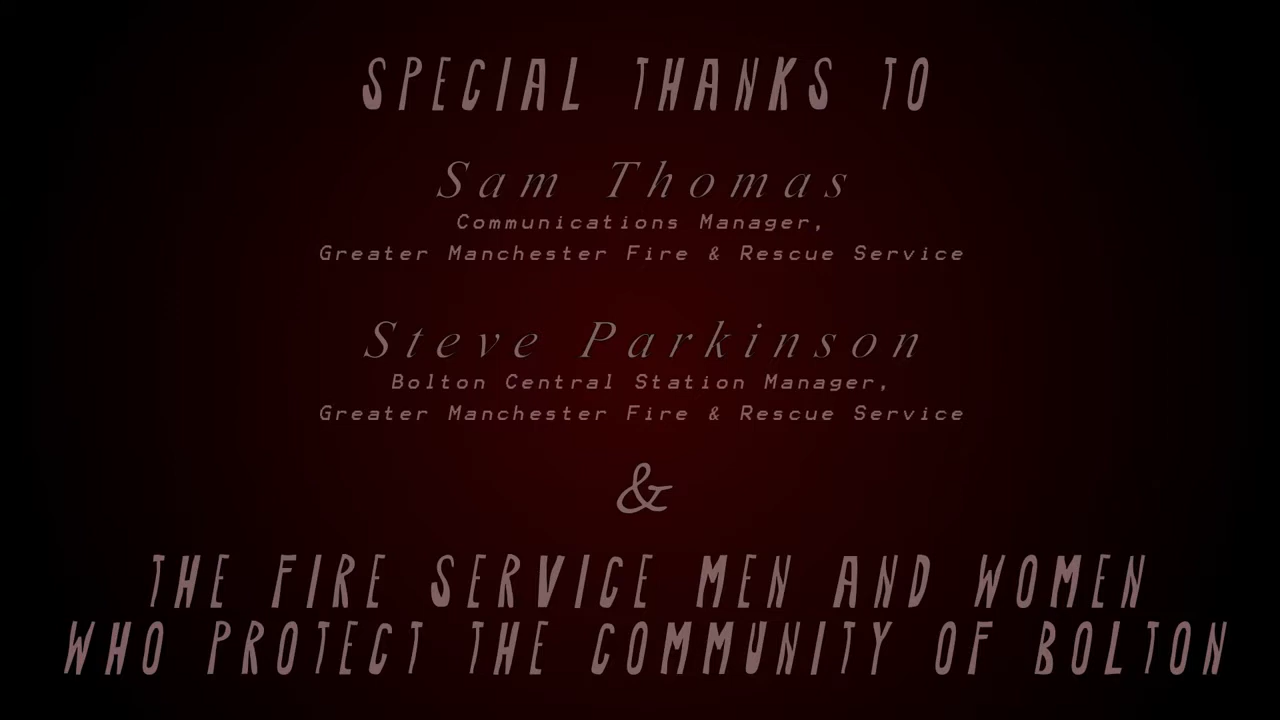 SPECIAL THANKS TO
Sam Thomas
Communications Manager,
Greater Manchester Fire & Rescue Service
Steve Parkinson
Bolton Central Station Manager,
Greater Manchester Fire & Rescue Service
&
THE FIRE SERVICE MEN AND WOMEN
WHO PROTECT THE COMMUNITY OF BOLTON